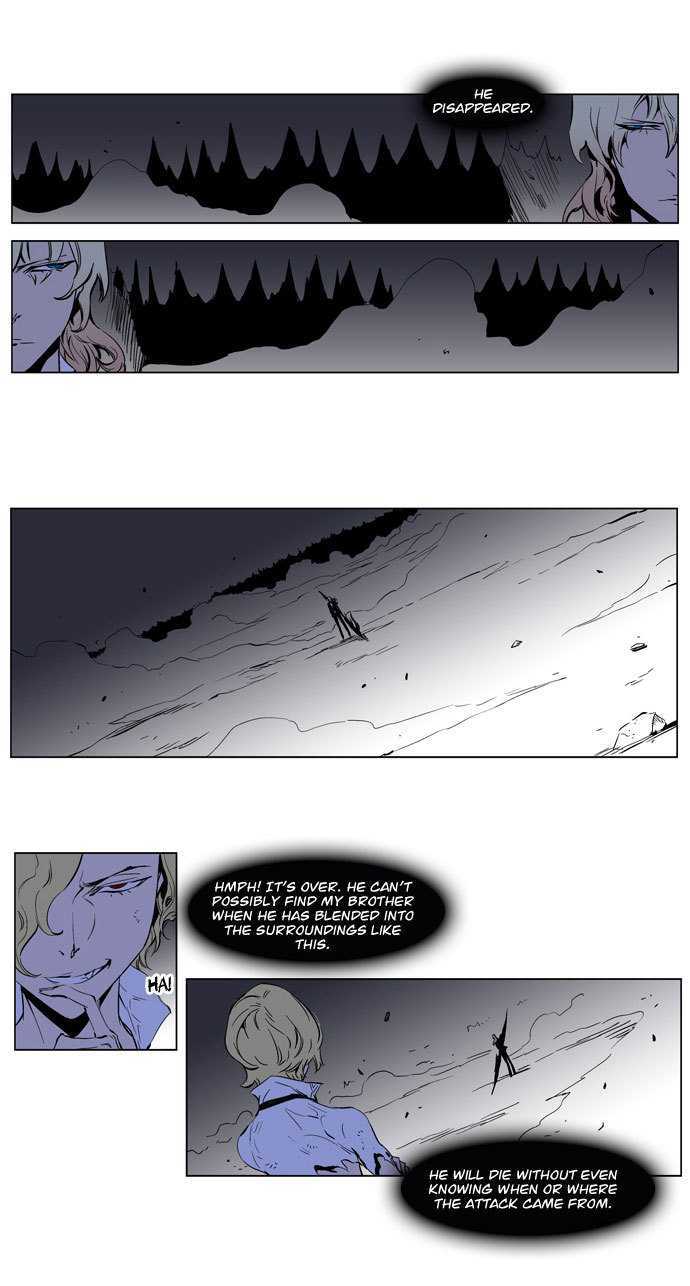 HE
DISAPPEARED.
HMPH! IT'S OVER. HE CAN'T
POSSIBLY FIND MY BROTHER
WHEN HE HAS BLENDED INTO
THE SURROUNDINGS LIKE
THIS.
HA!
HE WILL DIE WITHOUT EVEN
KNOWING WHEN OR WHERE
THE ATTACK CAME FROM.